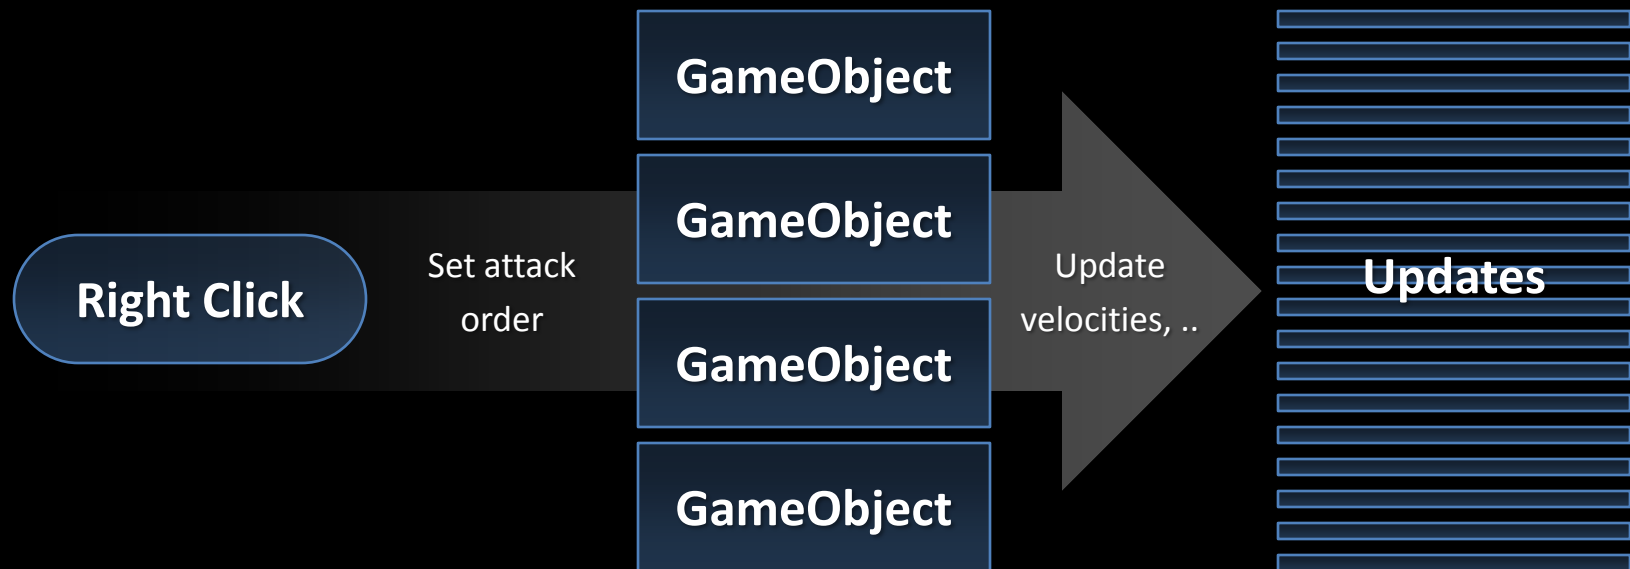 Right Click
Set attack
order
GameObject
GameObject
GameObject
GameObject
Update
velocities, ..
Updates